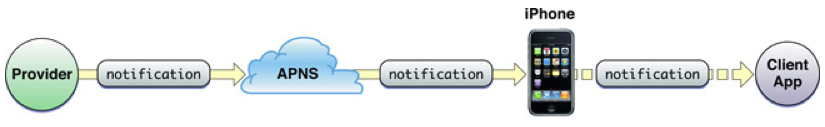 iPhone
Provider
notification
APNS
notification
notification
Client
App